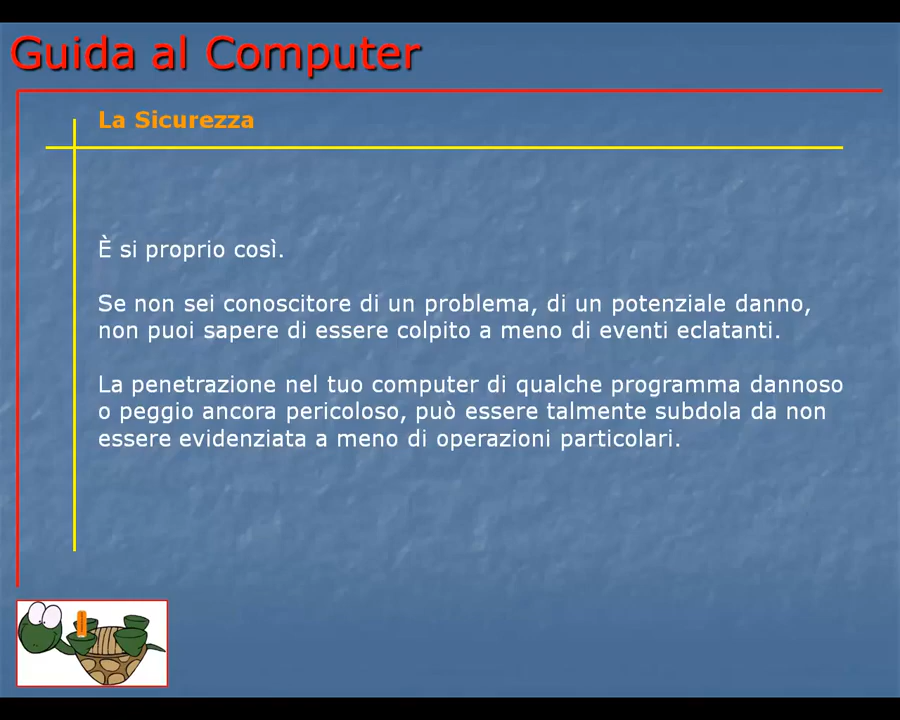 Guida al Computer
La Sicurezza
È si proprio così.
Se non sei conoscitore di un problema, di un potenziale danno,
non puoi sapere di essere colpito a meno di eventi eclatanti.
La penetrazione nel tuo computer di qualche programma dannoso
o peggio ancora pericoloso, può essere talmente subdola da non
essere evidenziata a meno di operazioni particolari.